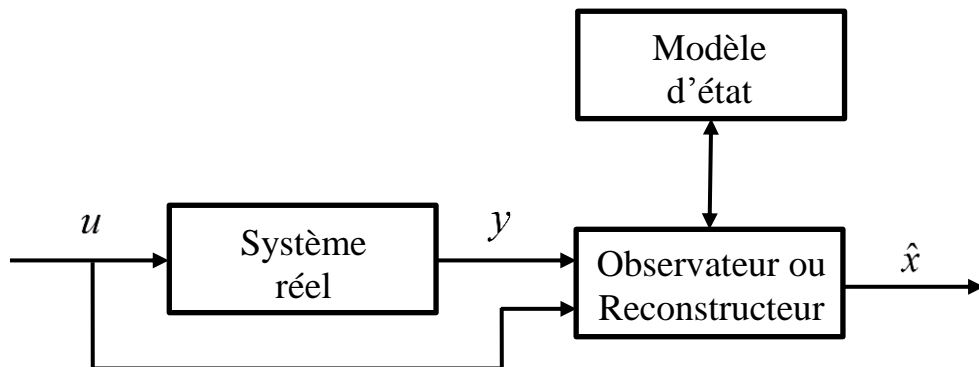 Modèle
d'état
u
Système
réel
y
Observateur ou
Reconstructeur
x̂